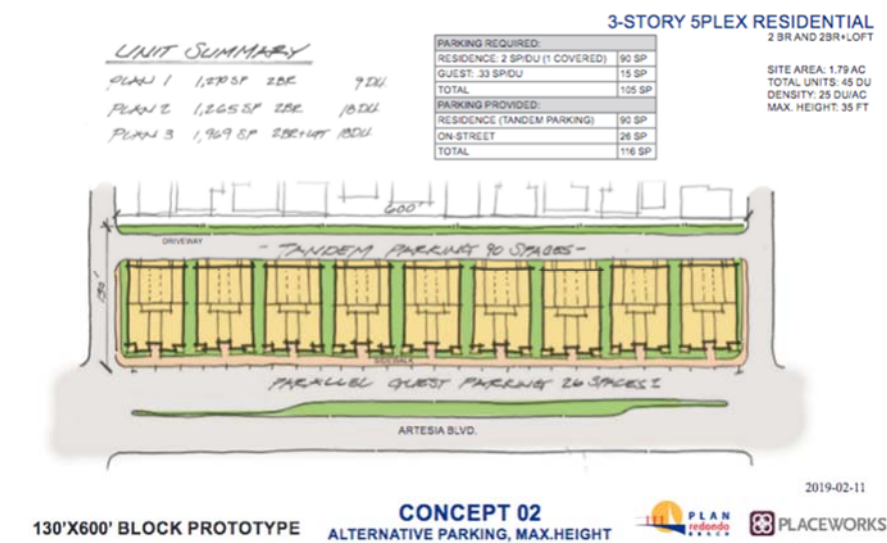 3-STORY 5PLEX RESIDENTIAL
2 BR AND 2BR+LOFT
SITE AREA: 1.79 AC
TOTAL UNITS: 45 DU
DENSITY: 25 DU/AC
MAX. HEIGHT: 35 FT
UNIT SUMMARY
PLAN 1 1,270 SF 2BR 9 DU
PLAN 2 1,265 SF 2BR 18 DU
PLAN 3 1,969 SF 2BR+LOFT 18 DU
PARKING REQUIRED:
RESIDENCE: 2 SP/DU (1 COVERED) 90 SP
GUEST: .33 SP/DU 15 SP
TOTAL 105 SP
PARKING PROVIDED:
RESIDENCE (TANDEM PARKING) 90 SP
ON-STREET 26 SP
TOTAL 116 SP
600'
DRIVEWAY
- TANDEM PARKING 90 SPACES -
130'
SIDEWALK
PARALLEL GUEST PARKING 26 SPACES ±
ARTESIA BLVD.
2019-02-11
130'X600' BLOCK PROTOTYPE
CONCEPT 02
ALTERNATIVE PARKING, MAX.HEIGHT
PLAN
redondo
BEACH
PLACEWORKS